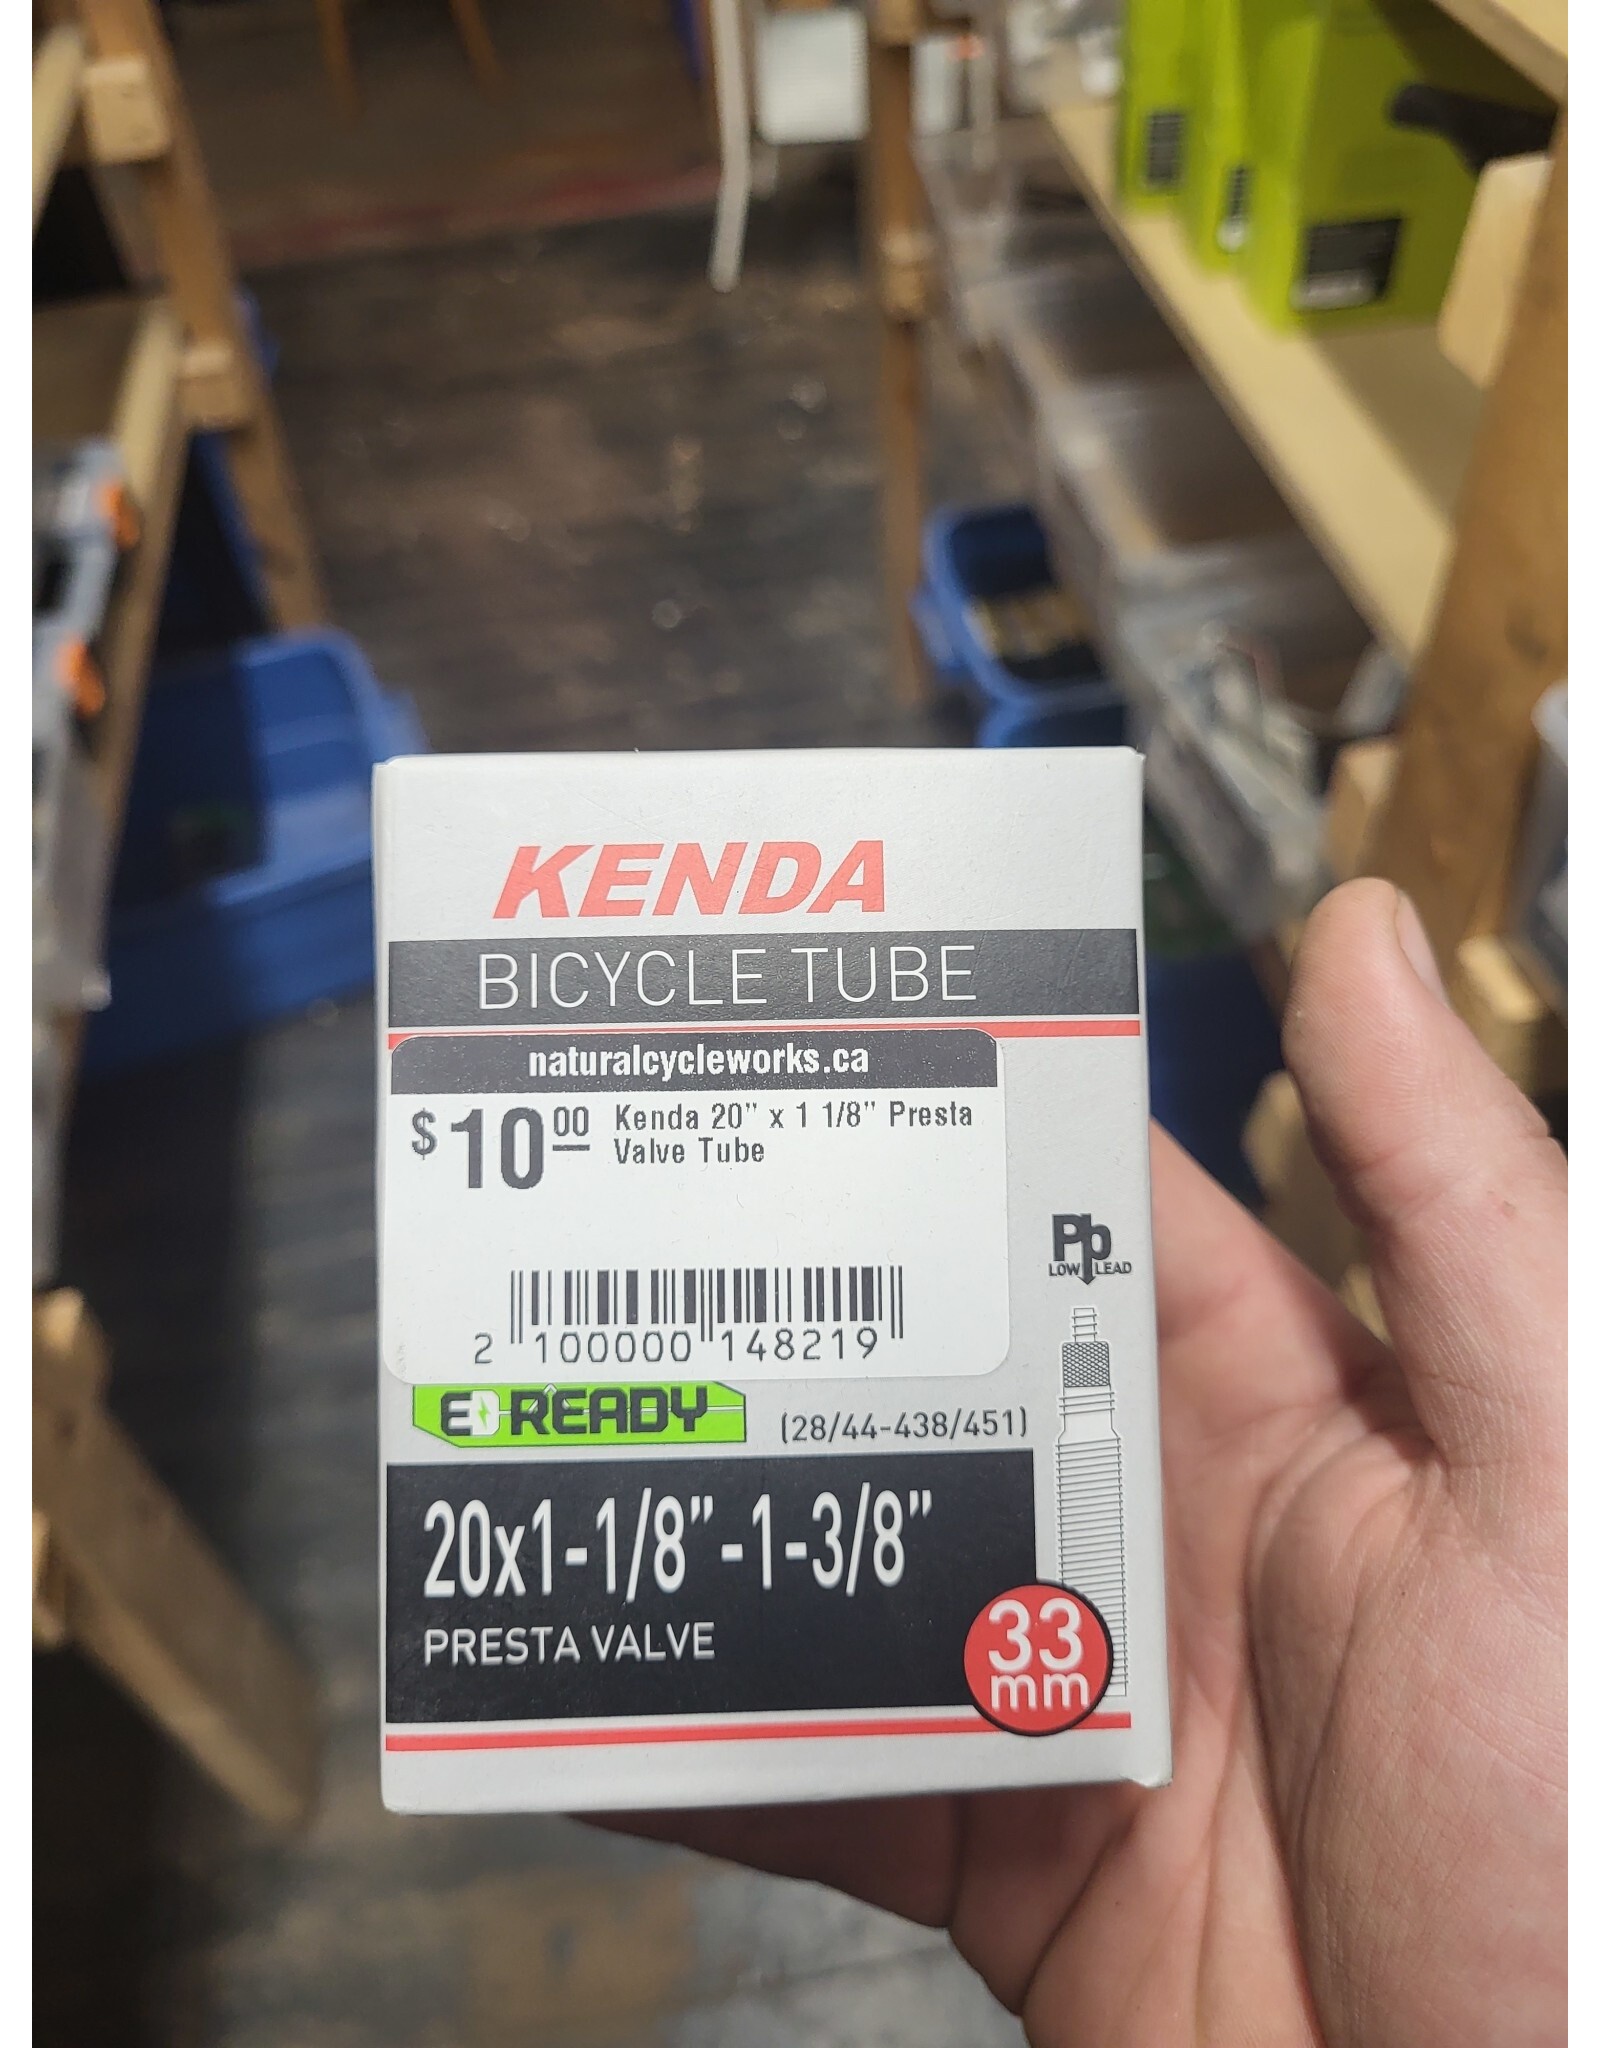 KENDA
BICYCLE TUBE
naturalcycleworks.ca
$10.00 Kenda 20" x 1 1/8" Presta
Valve Tube
Pb
LOW LEAD
2 100000 148219
E READY (28/44-438/451)
20x1-1/8"-1-3/8"
PRESTA VALVE
33
mm